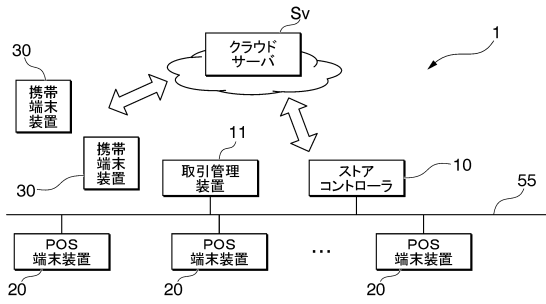 Sv
クラウド
サーバ
1
30
携帯
端末
装置
携帯
端末
装置
30
11
取引管理
装置
ストア
コントローラ
10
55
POS
端末装置
20
POS
端末装置
20
...
POS
端末装置
20